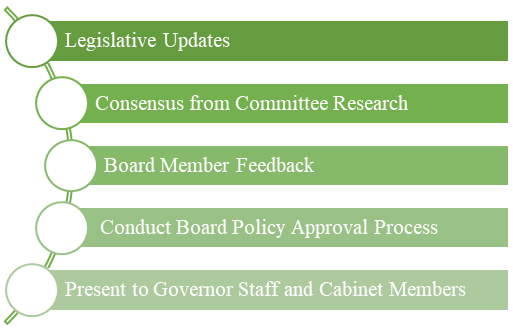 Legislative Updates
Consensus from Committee Research
Board Member Feedback
Conduct Board Policy Approval Process
Present to Governor Staff and Cabinet Members